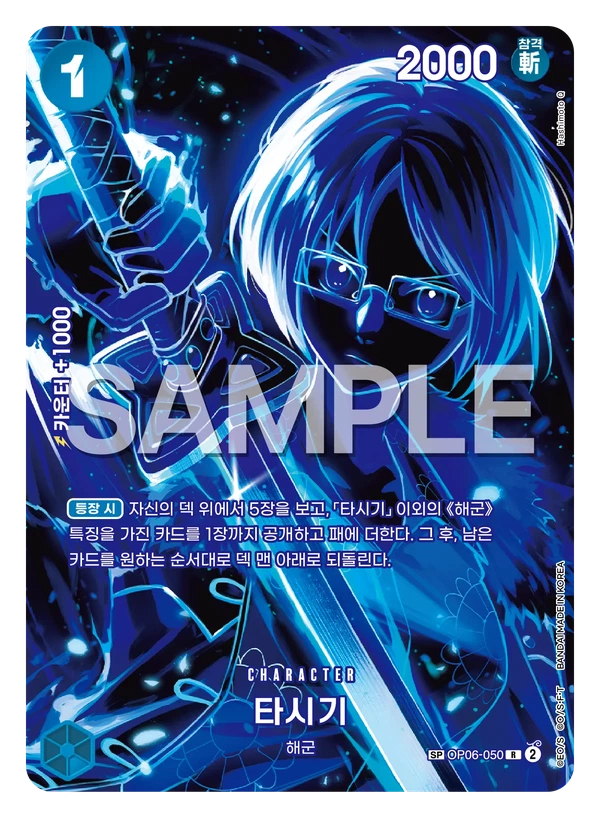 1
2000
참격
斬
Hashimoto Q
⚡카운터 +1000
SAMPLE
등장 시 자신의 덱 위에서 5장을 보고, 「타시기」 이외의 《해군》
특징을 가진 카드를 1장까지 공개하고 패에 더한다. 그 후, 남은
카드를 원하는 순서대로 덱 맨 아래로 되돌린다.
CHARACTER
타시기
해군
SP OP06-050 R 2
©EO/S ©O/S·F·T BANDAI MADE IN KOREA